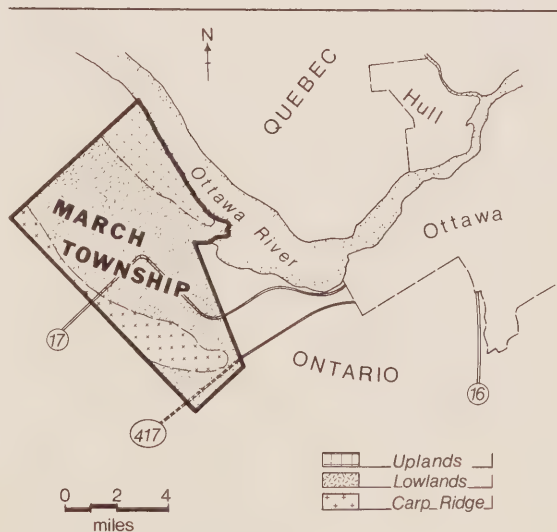 N
QUEBEC
Hull
Ottawa River
Ottawa
MARCH
TOWNSHIP
17
ONTARIO
16
417
Uplands
Lowlands
Carp Ridge
0 2 4
miles